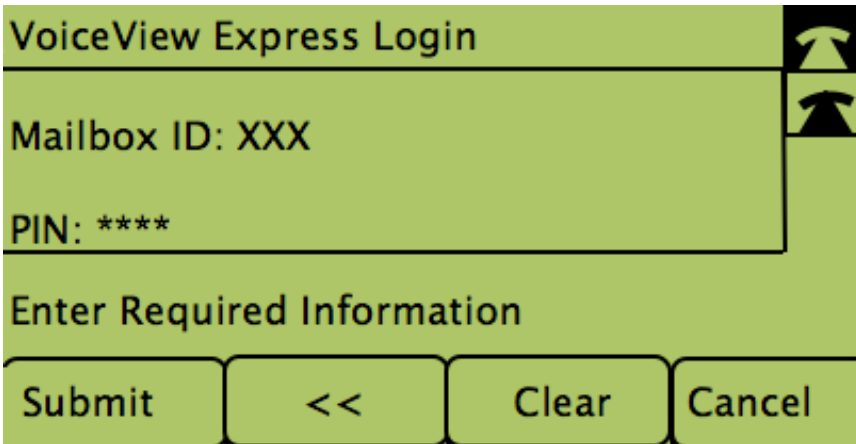 VoiceView Express Login
Mailbox ID: XXX
PIN: ****
Enter Required Information
Submit << Clear Cancel